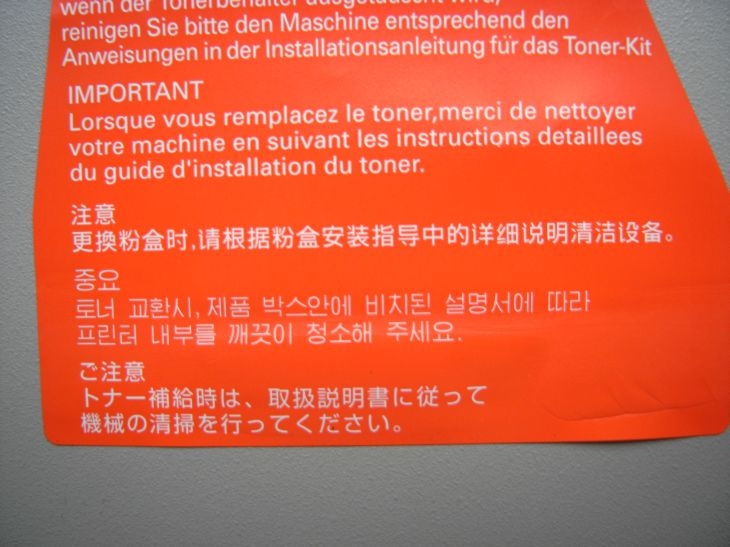 wenn der Tonerbehälter ausgetauscht wird,
reinigen Sie bitte den Maschine entsprechend den
Anweisungen in der Installationsanleitung für das Toner-Kit
IMPORTANT
Lorsque vous remplacez le toner,merci de nettoyer
votre machine en suivant les instructions detaillees
du guide d'installation du toner.
注意
更换粉盒时,请根据粉盒安装指导中的详细说明清洁设备。
중요
토너 교환시, 제품 박스안에 비치된 설명서에 따라
프린터 내부를 깨끗이 청소해 주세요.
ご注意
トナー補給時は、取扱説明書に従って
機械の清掃を行ってください。